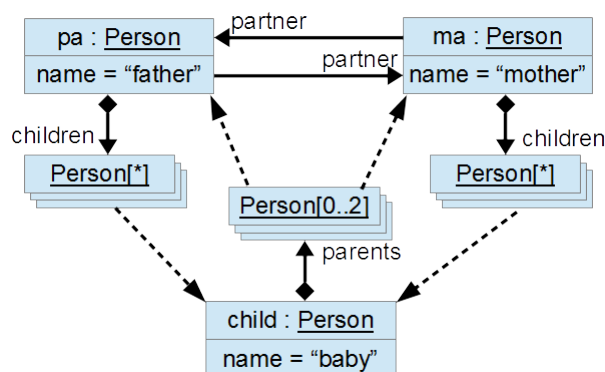 pa : Person
partner
ma : Person
name = “father”
partner
name = “mother”
children
children
Person[*]
Person[0..2]
Person[*]
parents
child : Person
name = “baby”